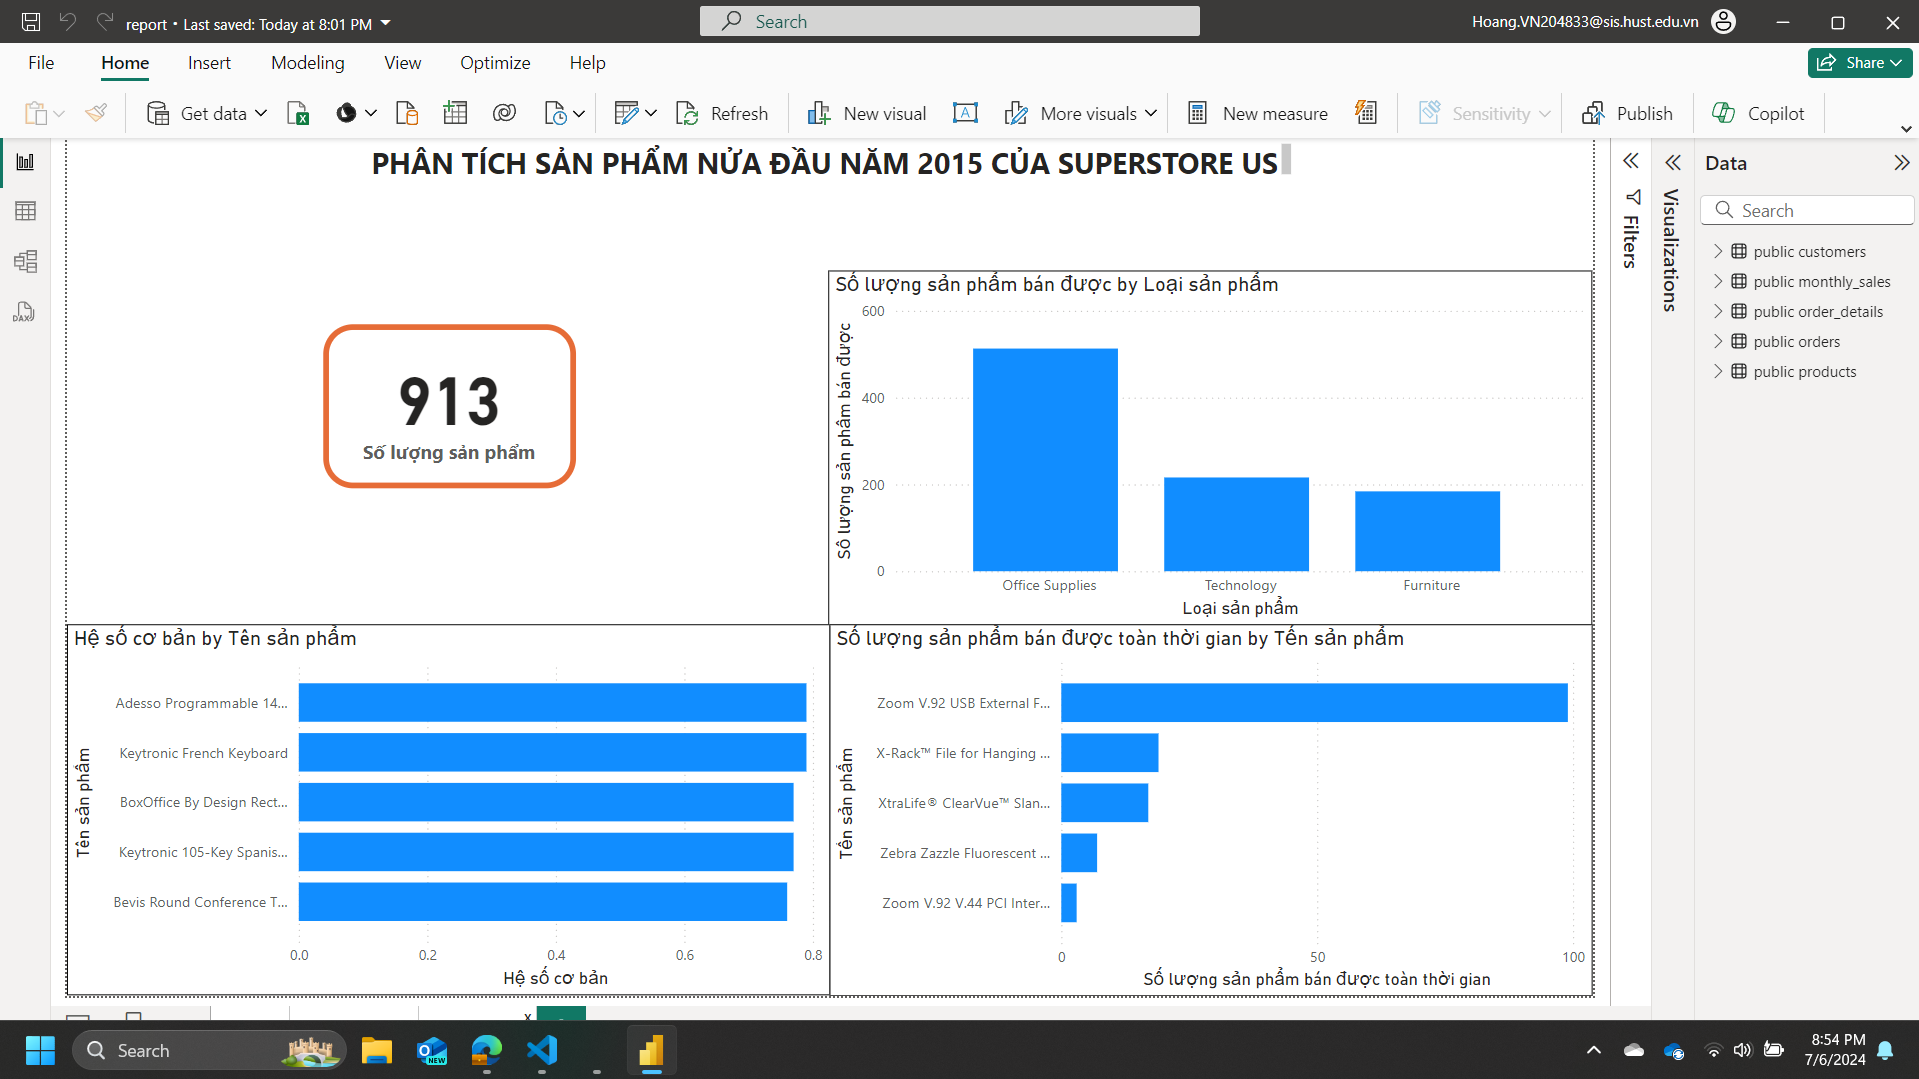 report • Last saved: Today at 8:01 PM
Search
Hoang.VN204833@sis.hust.edu.vn
File
Home
Insert
Modeling
View
Optimize
Help
Share
Get data
Refresh
New visual
More visuals
New measure
Sensitivity
Publish
Copilot
DAX
PHÂN TÍCH SẢN PHẨM NỬA ĐẦU NĂM 2015 CỦA SUPERSTORE US
913
Số lượng sản phẩm
Số lượng sản phẩm bán được by Loại sản phẩm
Số lượng sản phẩm bán được
600
400
200
0
Office Supplies
Technology
Furniture
Loại sản phẩm
Hệ số cơ bản by Tên sản phẩm
Tên sản phẩm
Adesso Programmable 14...
Keytronic French Keyboard
BoxOffice By Design Rect...
Keytronic 105-Key Spanis...
Bevis Round Conference T...
0.0
0.2
0.4
0.6
0.8
Hệ số cơ bản
Số lượng sản phẩm bán được toàn thời gian by Tến sản phẩm
Tến sản phẩm
Zoom V.92 USB External F...
X-Rack™ File for Hanging ...
XtraLife® ClearVue™ Slan...
Zebra Zazzle Fluorescent ...
Zoom V.92 V.44 PCI Inter...
0
50
100
Số lượng sản phẩm bán được toàn thời gian
Filters
Visualizations
Data
Search
public customers
public monthly_sales
public order_details
public orders
public products
x
Search
NEW
8:54 PM
7/6/2024